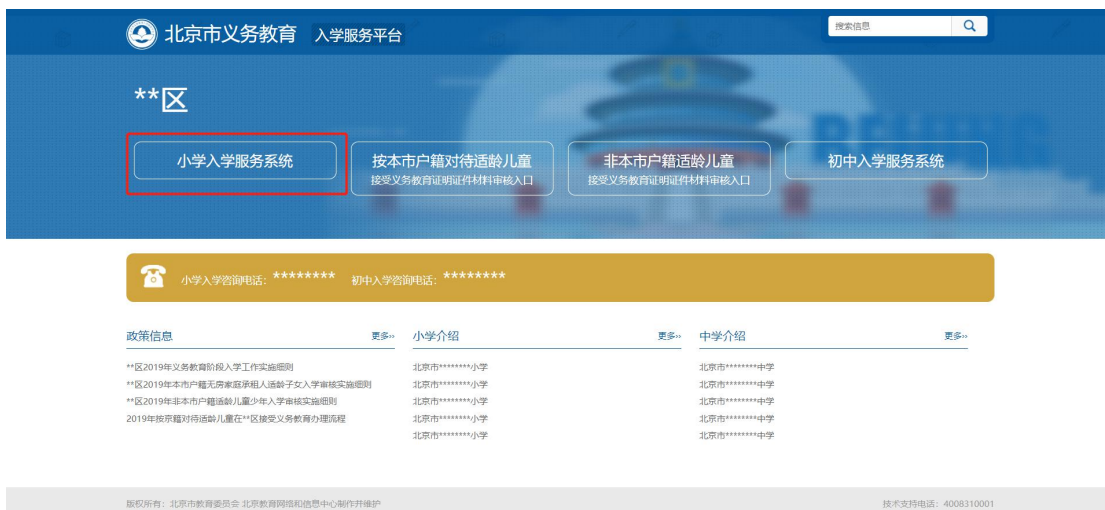 北京市义务教育 入学服务平台
搜索信息
**区
小学入学服务系统
按本市户籍对待适龄儿童
接受义务教育证明证件材料审核入口
非本市户籍适龄儿童
接受义务教育证明证件材料审核入口
初中入学服务系统
小学入学咨询电话：******** 初中入学咨询电话：********
政策信息 更多»
**区2019年义务教育阶段入学工作实施细则
**区2019年本市户籍无房家庭承租人适龄子女入学审核实施细则
**区2019年非本市户籍适龄儿童少年入学审核实施细则
2019年按京籍对待适龄儿童在**区接受义务教育办理流程
小学介绍 更多»
北京市********小学
北京市********小学
北京市********小学
北京市********小学
北京市********小学
中学介绍 更多»
北京市********中学
北京市********中学
北京市********中学
北京市********中学
北京市********中学
版权所有：北京市教育委员会 北京教育网络和信息中心制作并维护
技术支持电话：4008310001